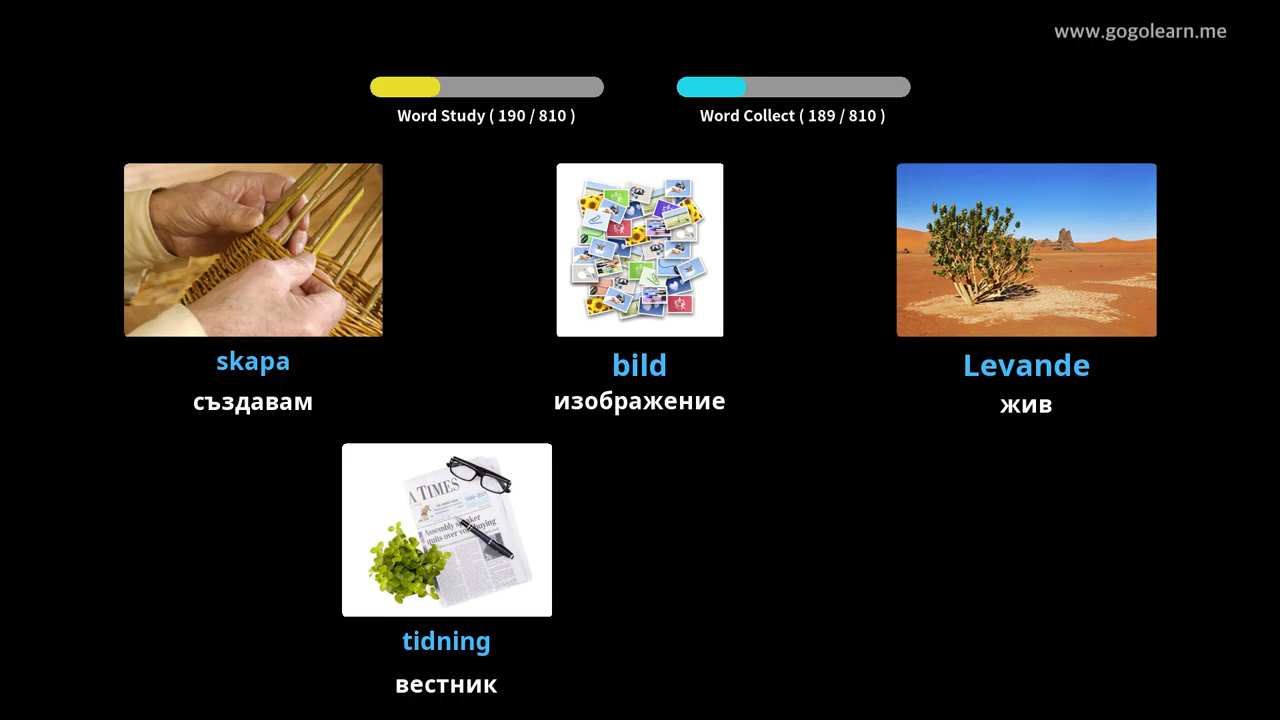 www.gogolearn.me
Word Study ( 190 / 810 )
Word Collect ( 189 / 810 )
skapa
създавам
bild
изображение
Levande
жив
A TIMES
tidning
вестник